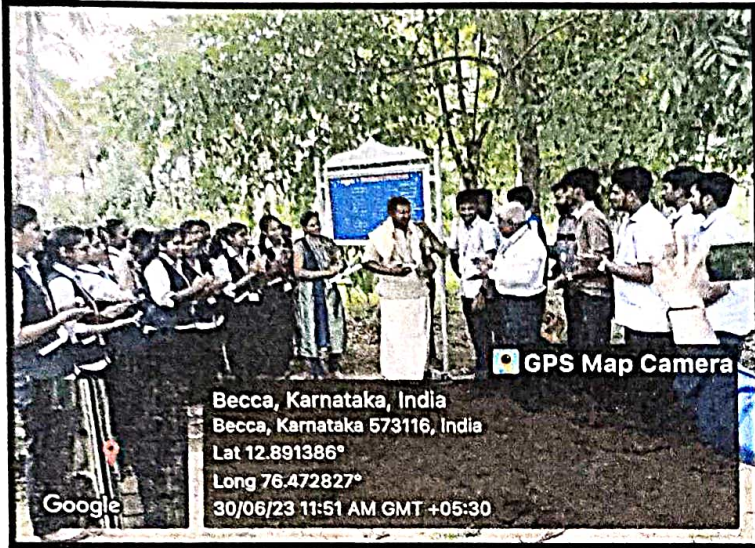 GPS Map Camera
Becca, Karnataka, India
Becca, Karnataka 573116, India
Lat 12.891386°
Long 76.472827°
30/06/23 11:51 AM GMT +05:30
Google